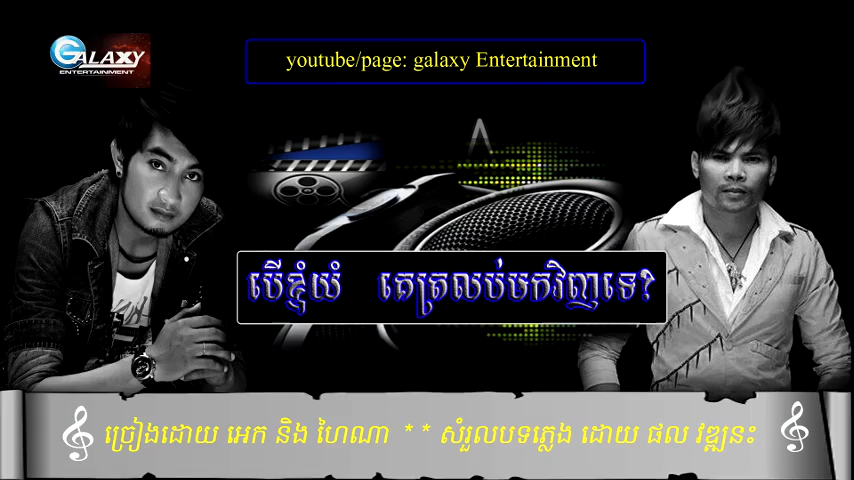 GALAXY
ENTERTAINMENT
youtube/page: galaxy Entertainment
បើខ្ញុំយំ គេត្រលប់មកវិញទេ?
ច្រៀងដោយ អេក និង ហៃណា ** សំរួលបទភ្លេង ដោយ ផល វឌ្ឍនះ